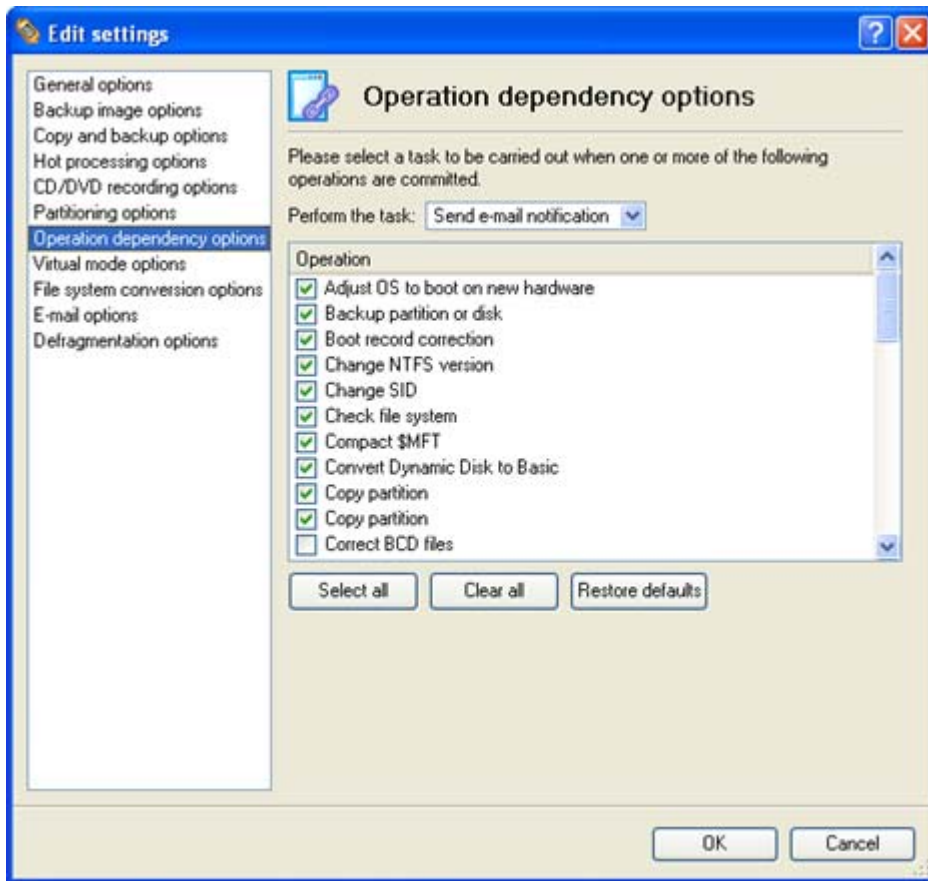 Edit settings
General options
Backup image options
Copy and backup options
Hot processing options
CD/DVD recording options
Partitioning options
Operation dependency options
Virtual mode options
File system conversion options
E-mail options
Defragmentation options
Operation dependency options
Please select a task to be carried out when one or more of the following
operations are committed.
Perform the task: Send e-mail notification
Operation
Adjust OS to boot on new hardware
Backup partition or disk
Boot record correction
Change NTFS version
Change SID
Check file system
Compact $MFT
Convert Dynamic Disk to Basic
Copy partition
Copy partition
Correct BCD files
Select all Clear all Restore defaults
OK Cancel